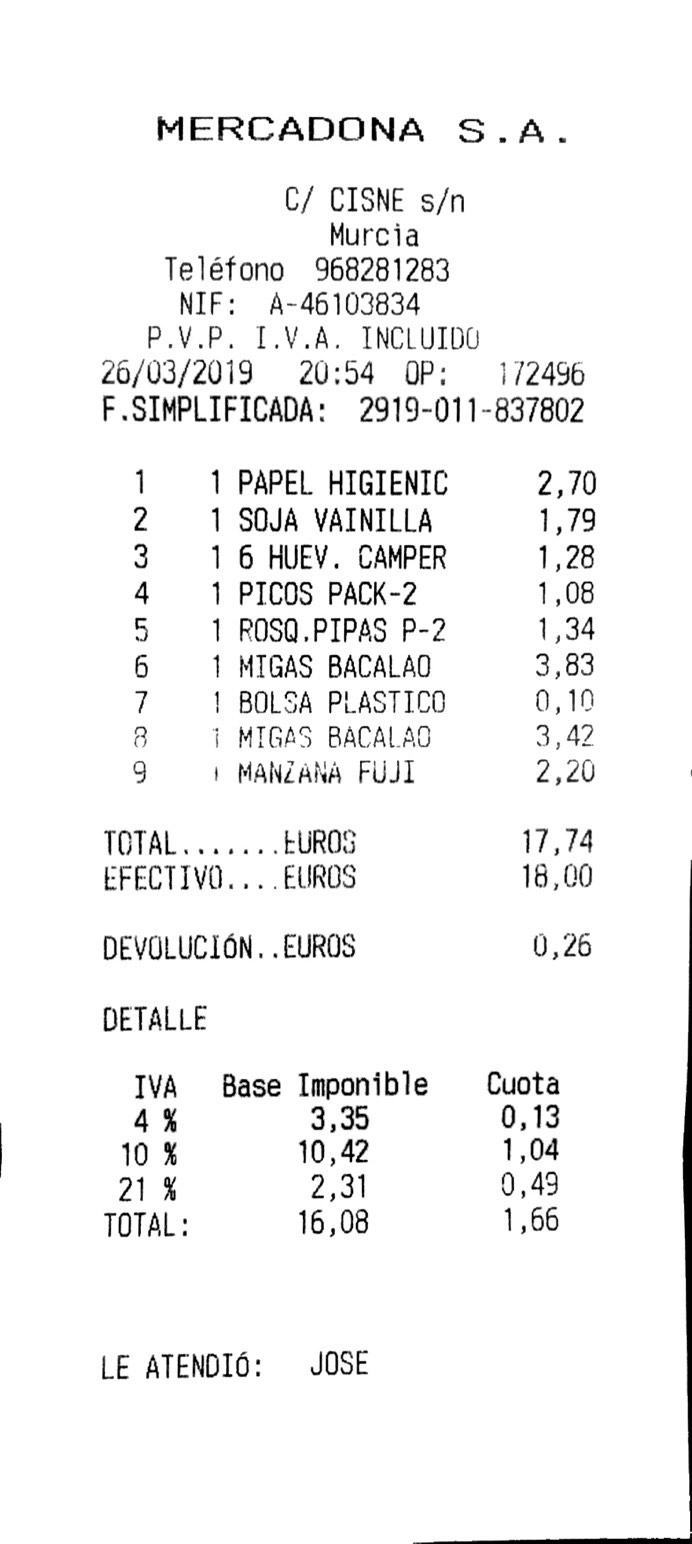 MERCADONA S.A.
C/ CISNE s/n
Murcia
Teléfono 968281283
NIF: A-46103834
P.V.P. I.V.A. INCLUIDO
26/03/2019 20:54 OP: 172496
F.SIMPLIFICADA: 2919-011-837802
1 1 PAPEL HIGIENIC 2,70
2 1 SOJA VAINILLA 1,79
3 1 6 HUEV. CAMPER 1,28
4 1 PICOS PACK-2 1,08
5 1 ROSQ.PIPAS P-2 1,34
6 1 MIGAS BACALAO 3,83
7 1 BOLSA PLASTICO 0,10
8 1 MIGAS BACALAO 3,42
9 1 MANZANA FUJI 2,20
TOTAL.......EUROS 17,74
EFECTIVO....EUROS 18,00
DEVOLUCIÓN..EUROS 0,26
DETALLE
IVA Base Imponible Cuota
4 % 3,35 0,13
10 % 10,42 1,04
21 % 2,31 0,49
TOTAL: 16,08 1,66
LE ATENDIÓ: JOSE